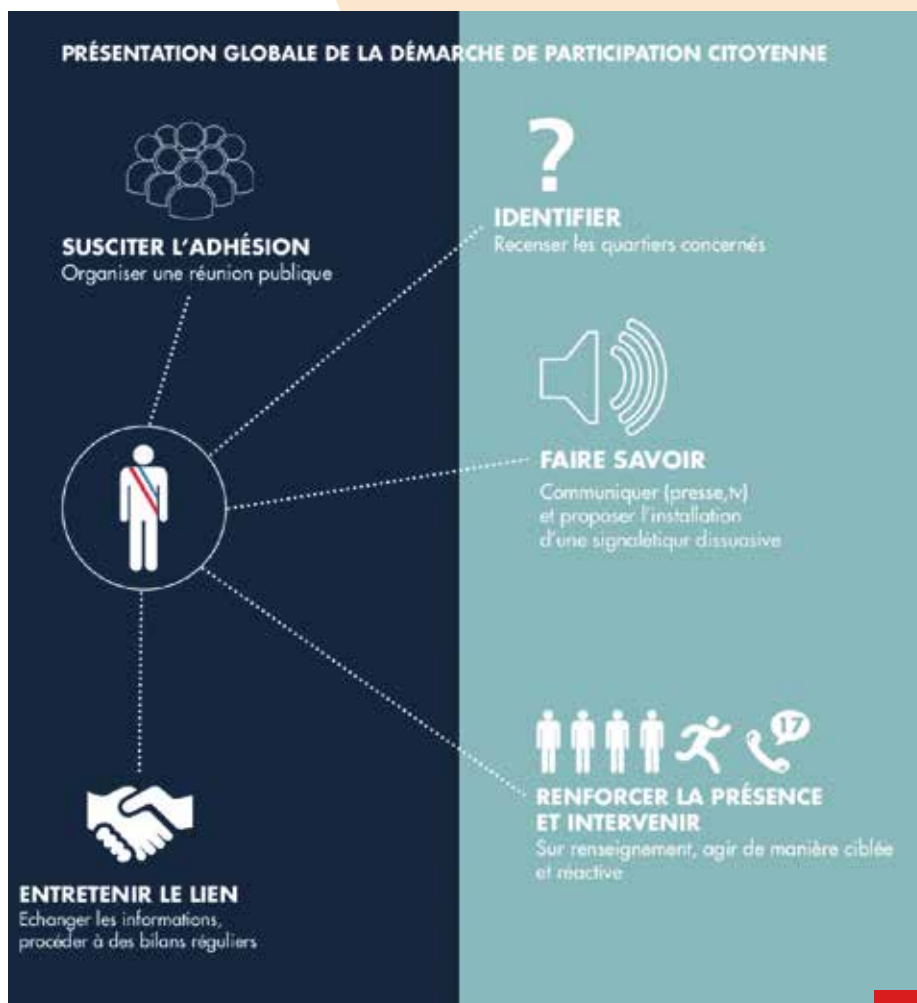 PRÉSENTATION GLOBALE DE LA DÉMARCHE DE PARTICIPATION CITOYENNE
SUSCITER L'ADHÉSION
Organiser une réunion publique
?
IDENTIFIER
Recenser les quartiers concernés
FAIRE SAVOIR
Communiquer (presse,tv)
et proposer l'installation
d'une signalétiqur dissuasive
17
RENFORCER LA PRÉSENCE
ET INTERVENIR
Sur renseignement, agir de manière ciblée
et réactive
ENTRETENIR LE LIEN
Echanger les informations,
procéder à des bilans réguliers